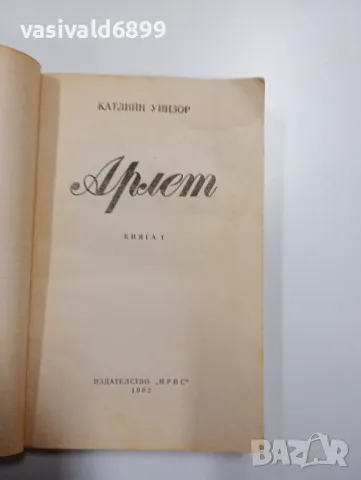 vasivald6899
КАТЛИЙН УИНЗОР
Арлет
КНИГА I
ИЗДАТЕЛСТВО „ИРИС"
1992
bazar